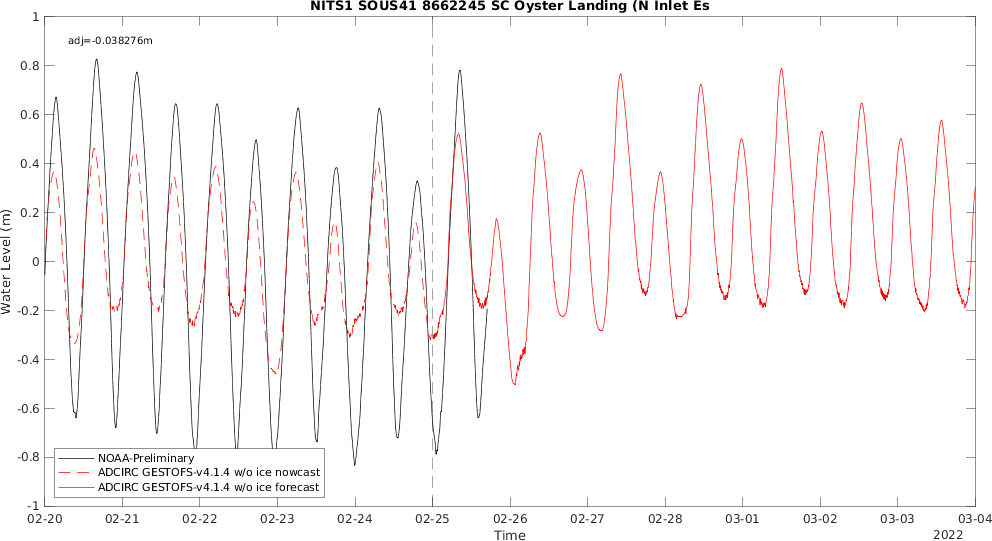 NITS1 SOUS41 8662245 SC Oyster Landing (N Inlet Es
adj=-0.038276m
1
0.8
0.6
0.4
0.2
0
-0.2
-0.4
-0.6
-0.8
-1
Water Level (m)
NOAA-Preliminary
ADCIRC GESTOFS-v4.1.4 w/o ice nowcast
ADCIRC GESTOFS-v4.1.4 w/o ice forecast
02-20 02-21 02-22 02-23 02-24 02-25 02-26 02-27 02-28 03-01 03-02 03-03 03-04
Time
2022